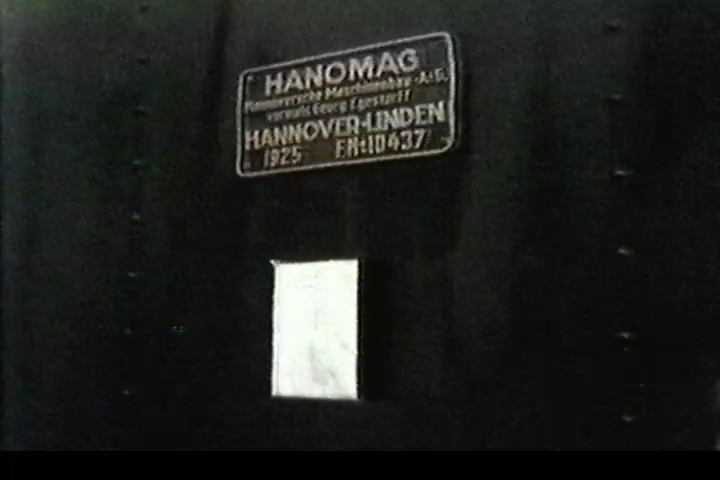 HANOMAG
Hannoversche Maschinenbau-A.G.
vormals Georg Egestorff
HANNOVER-LINDEN
1925 FN:10437